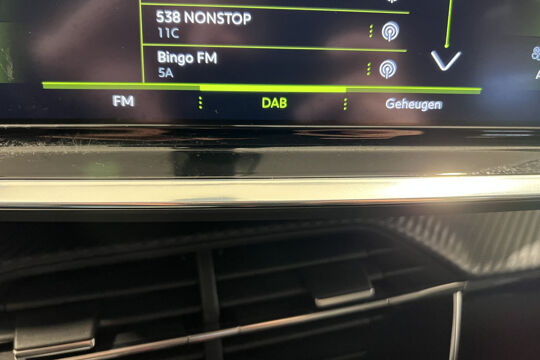 538 NONSTOP
11C
Bingo FM
5A
FM DAB Geheugen